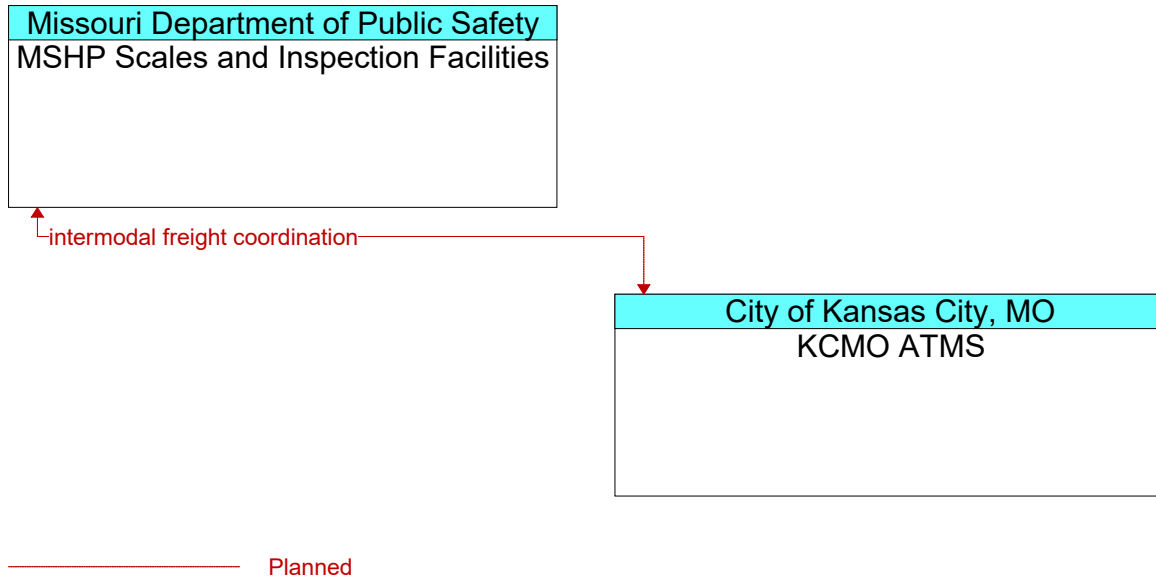 Missouri Department of Public Safety
MSHP Scales and Inspection Facilities
intermodal freight coordination
City of Kansas City, MO
KCMO ATMS
Planned